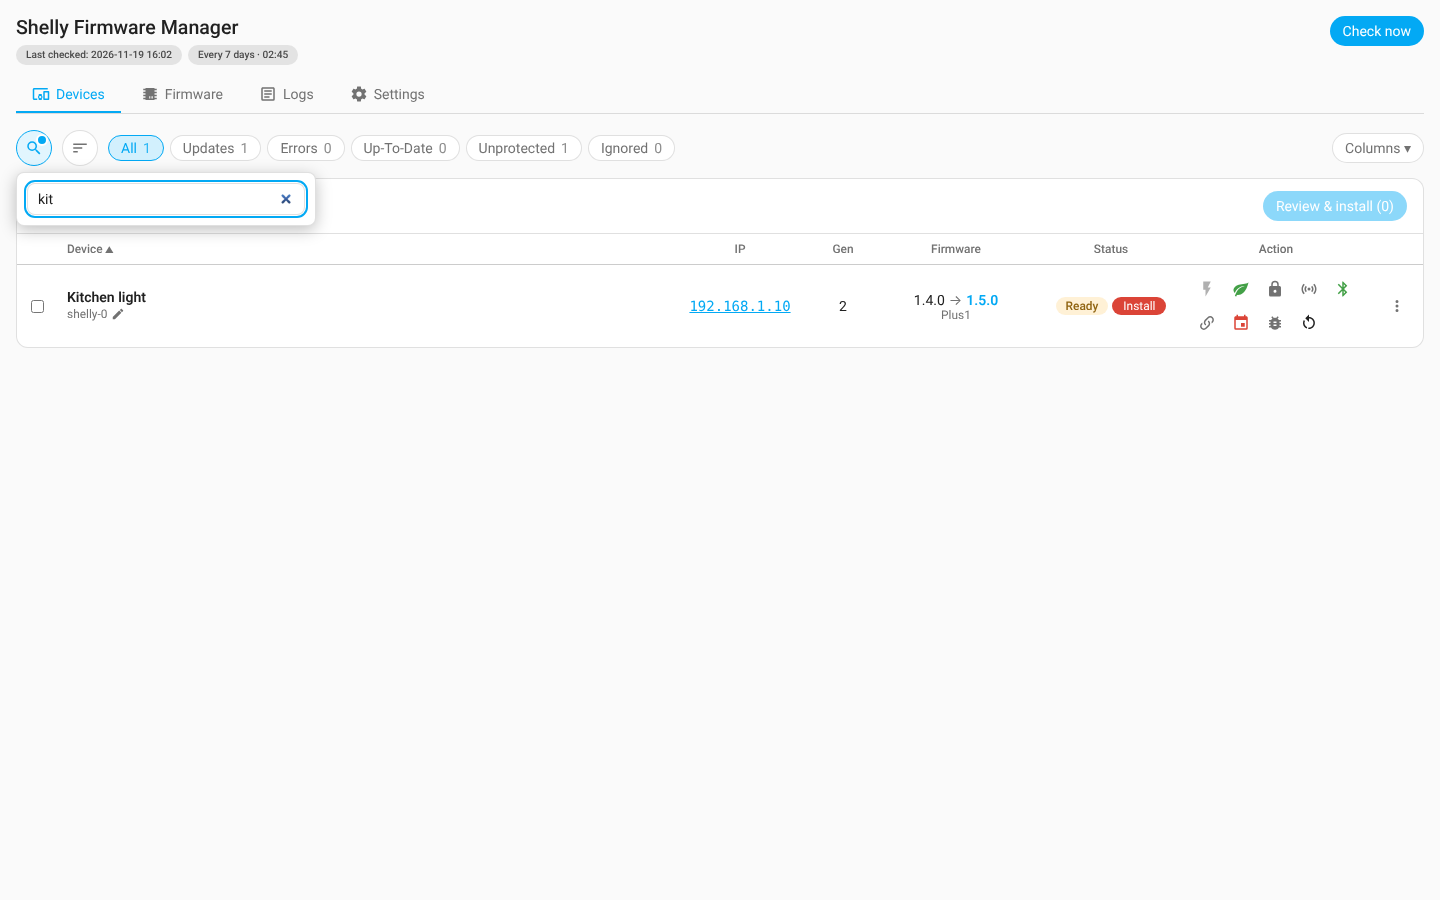 Shelly Firmware Manager
Check now
Last checked: 2026-11-19 16:02
Every 7 days · 02:45
Devices
Firmware
Logs
Settings
All 1
Updates 1
Errors 0
Up-To-Date 0
Unprotected 1
Ignored 0
Columns ▾
kit
Review & install (0)
Device ▲
IP
Gen
Firmware
Status
Action
Kitchen light
shelly-0
192.168.1.10
2
1.4.0 → 1.5.0
Plus1
Ready
Install